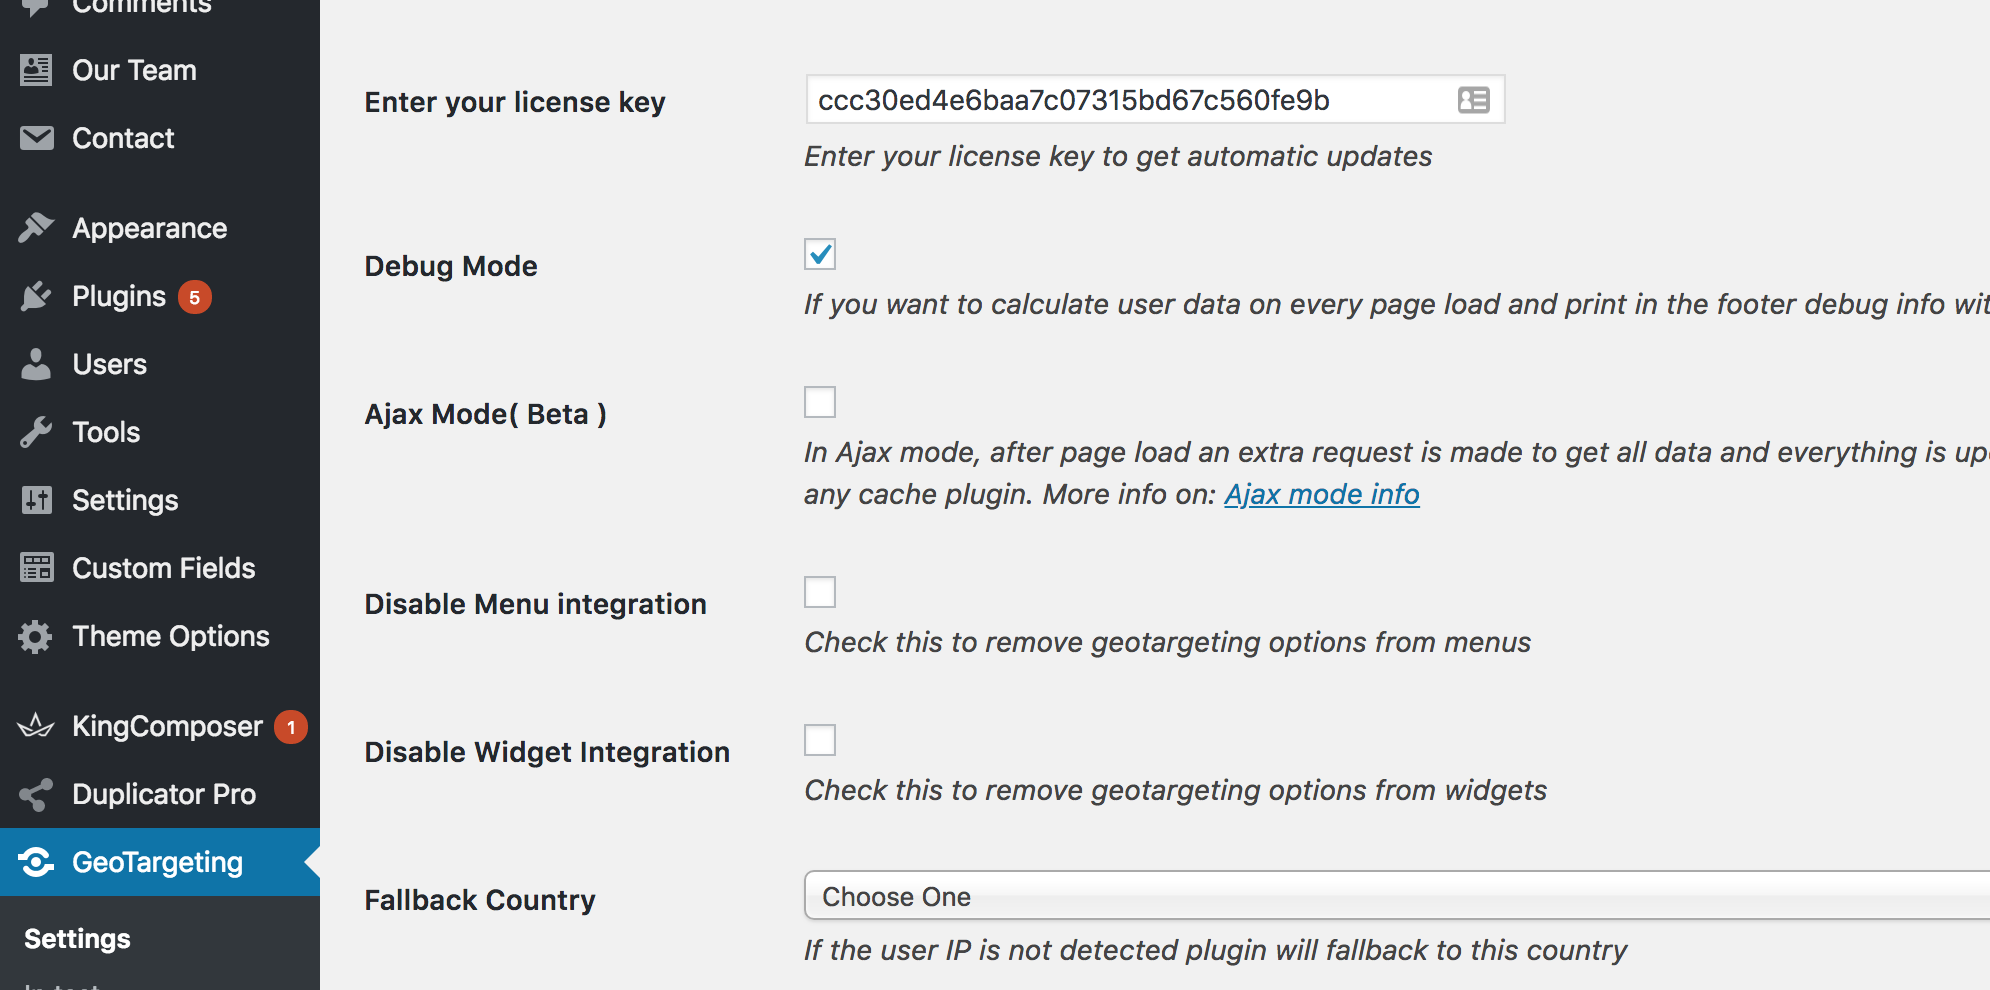 Comments
Our Team
Contact
Appearance
Plugins 5
Users
Tools
Settings
Custom Fields
Theme Options
KingComposer 1
Duplicator Pro
GeoTargeting
Settings
Enter your license key
ccc30ed4e6baa7c07315bd67c560fe9b
Enter your license key to get automatic updates
Debug Mode
If you want to calculate user data on every page load and print in the footer debug info wit
Ajax Mode( Beta )
In Ajax mode, after page load an extra request is made to get all data and everything is up
any cache plugin. More info on: Ajax mode info
Disable Menu integration
Check this to remove geotargeting options from menus
Disable Widget Integration
Check this to remove geotargeting options from widgets
Fallback Country
Choose One
If the user IP is not detected plugin will fallback to this country